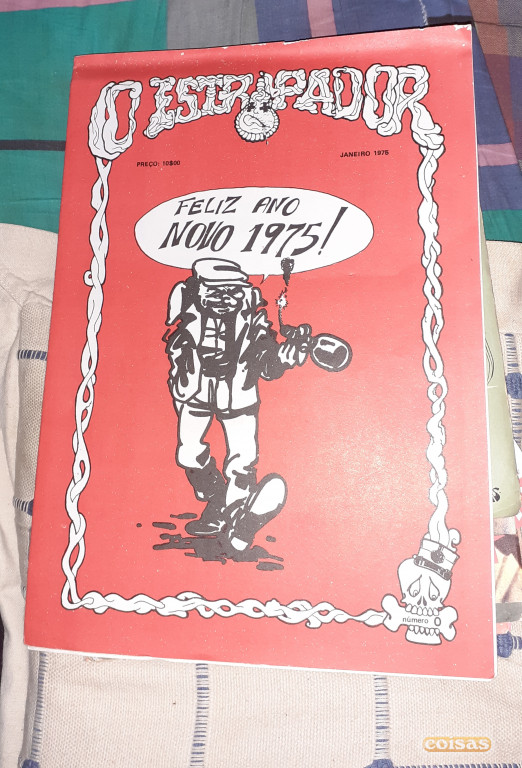 O ESTRIPADOR
PREÇO: 10$00
JANEIRO 1975
FELIZ ANO
NOVO 1975!
número 0
coisas